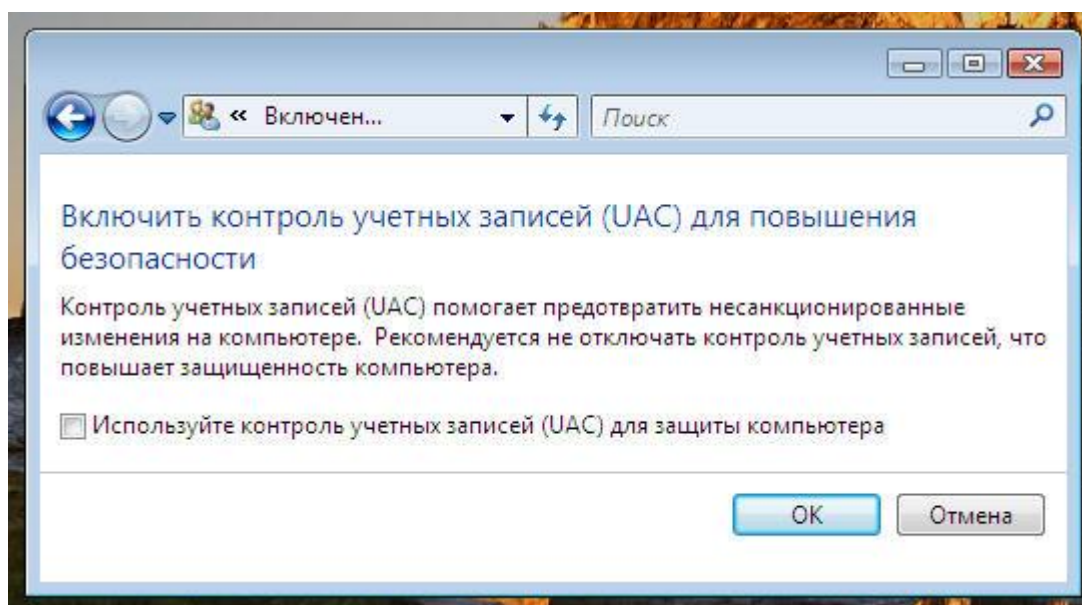 « Включен...
Поиск
Включить контроль учетных записей (UAC) для повышения
безопасности
Контроль учетных записей (UAC) помогает предотвратить несанкционированные
изменения на компьютере. Рекомендуется не отключать контроль учетных записей, что
повышает защищенность компьютера.
Используйте контроль учетных записей (UAC) для защиты компьютера
OK Отмена